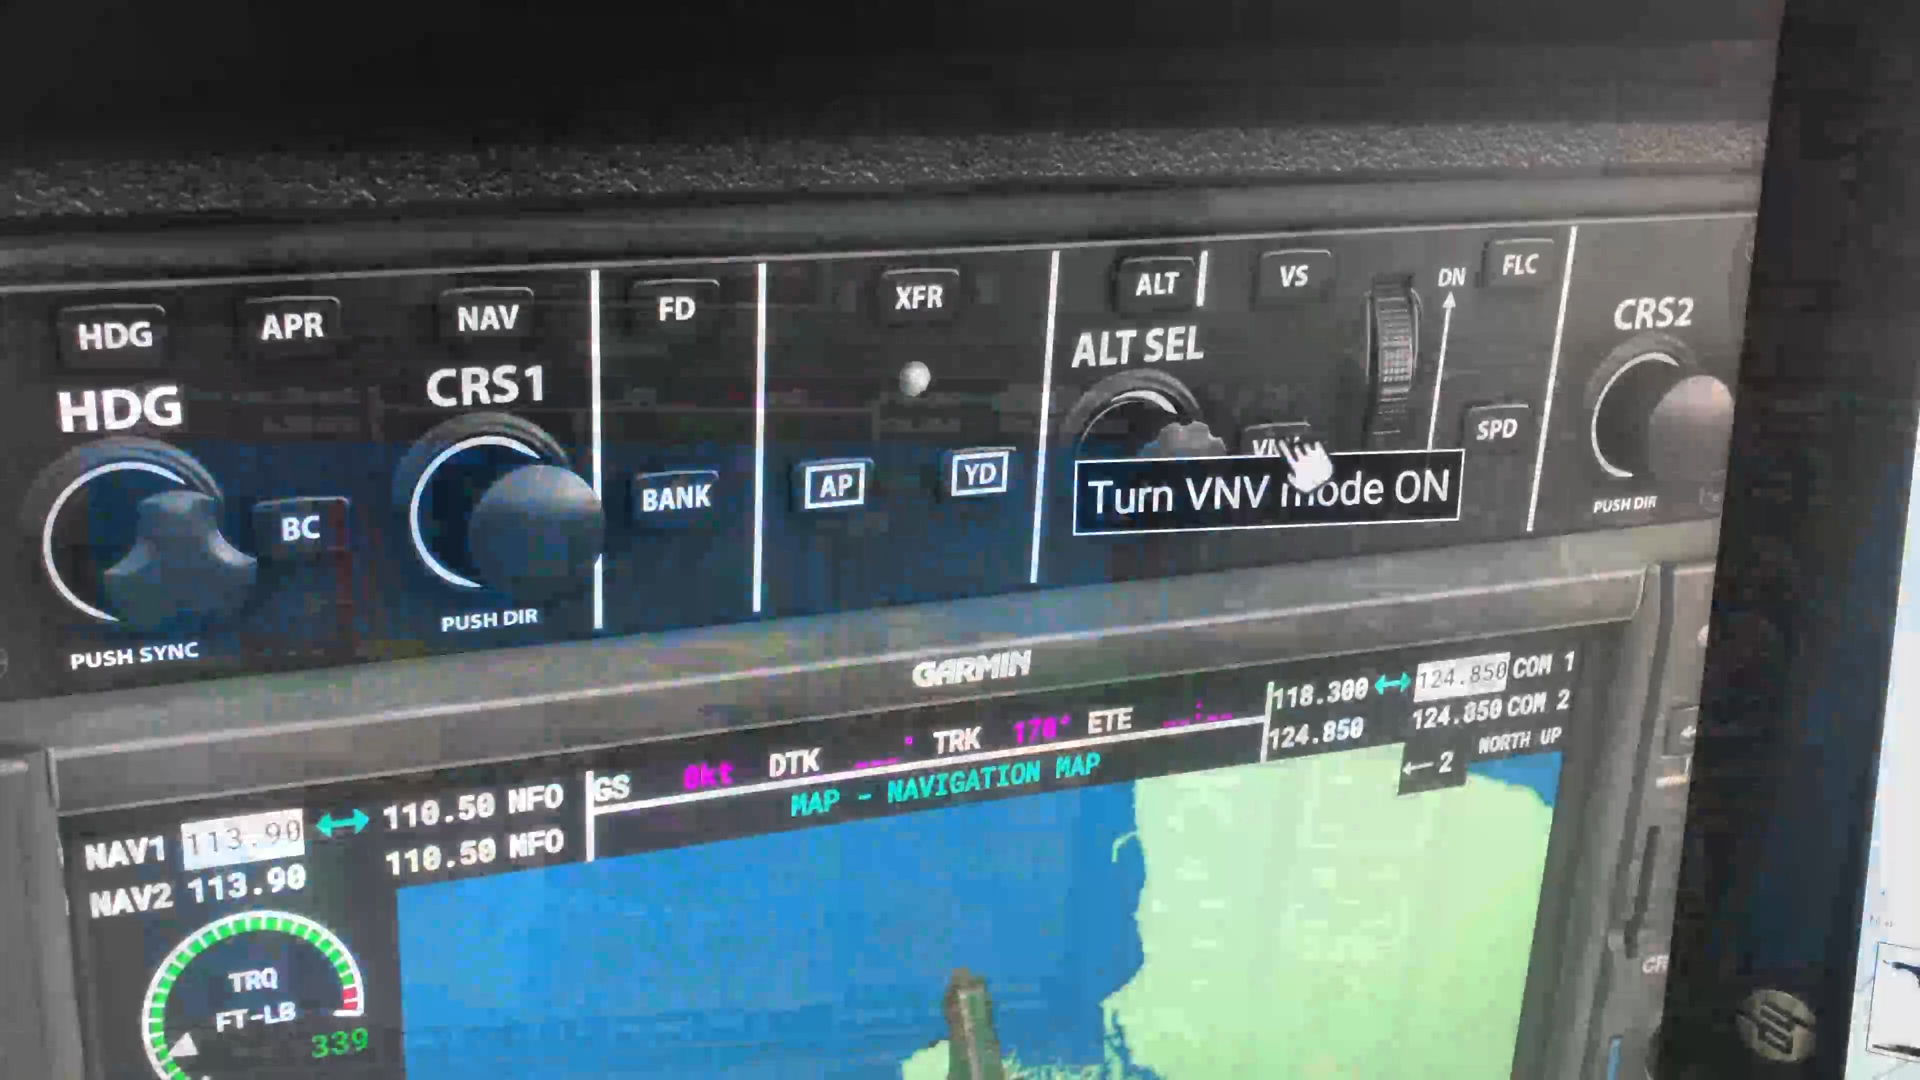 HDG
APR
NAV
FD
XFR
ALT
VS
DN
FLC
HDG
CRS1
ALT SEL
CRS2
BC
BANK
AP
YD
SPD
Turn VNV mode ON
PUSH SYNC
PUSH DIR
PUSH DIR
GARMIN
NAV1 113.90 ↔ 110.50 NFO
NAV2 113.90 110.50 NFO
GS 0kt DTK ___° TRK 170° ETE __:__
MAP - NAVIGATION MAP
118.300 ↔ 124.850 COM 1
124.850 124.850 COM 2
NORTH UP
←2
TRQ
FT-LB
339